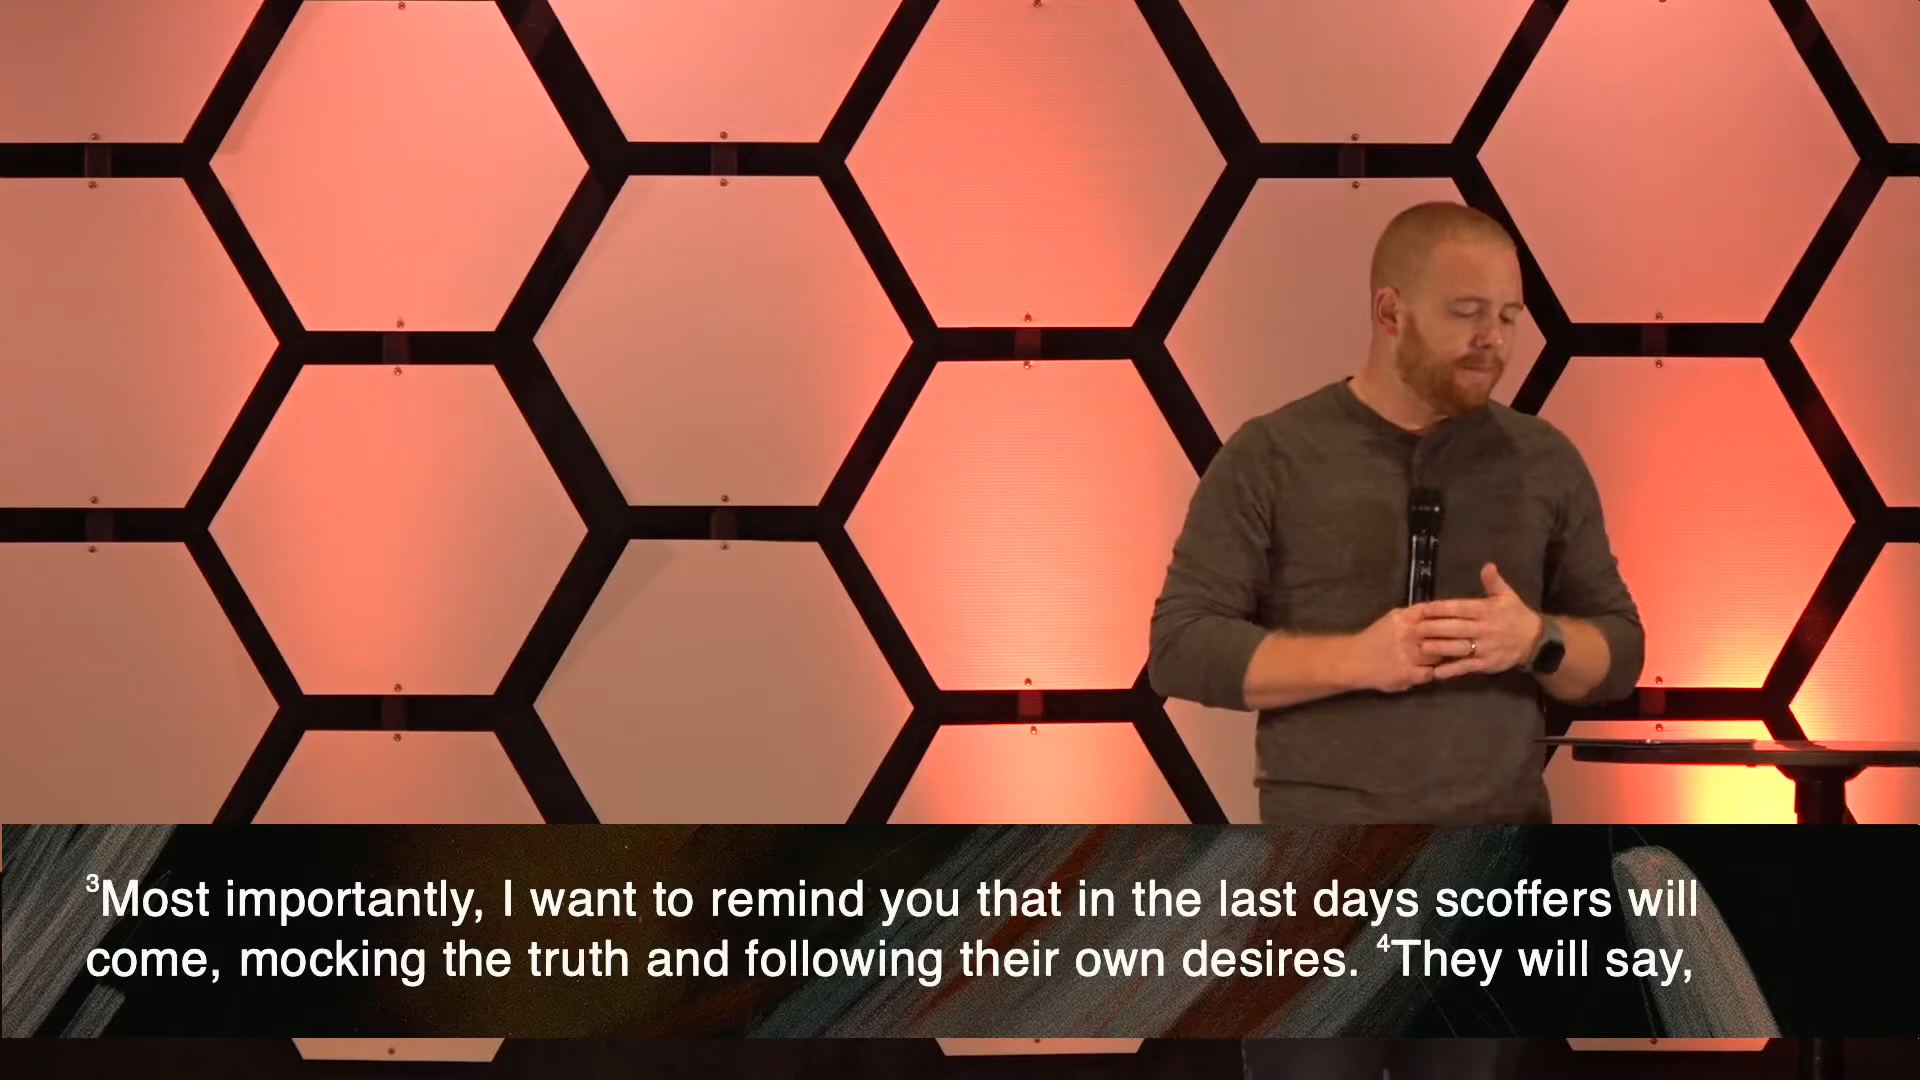 ³Most importantly, I want to remind you that in the last days scoffers will
come, mocking the truth and following their own desires. ⁴They will say,